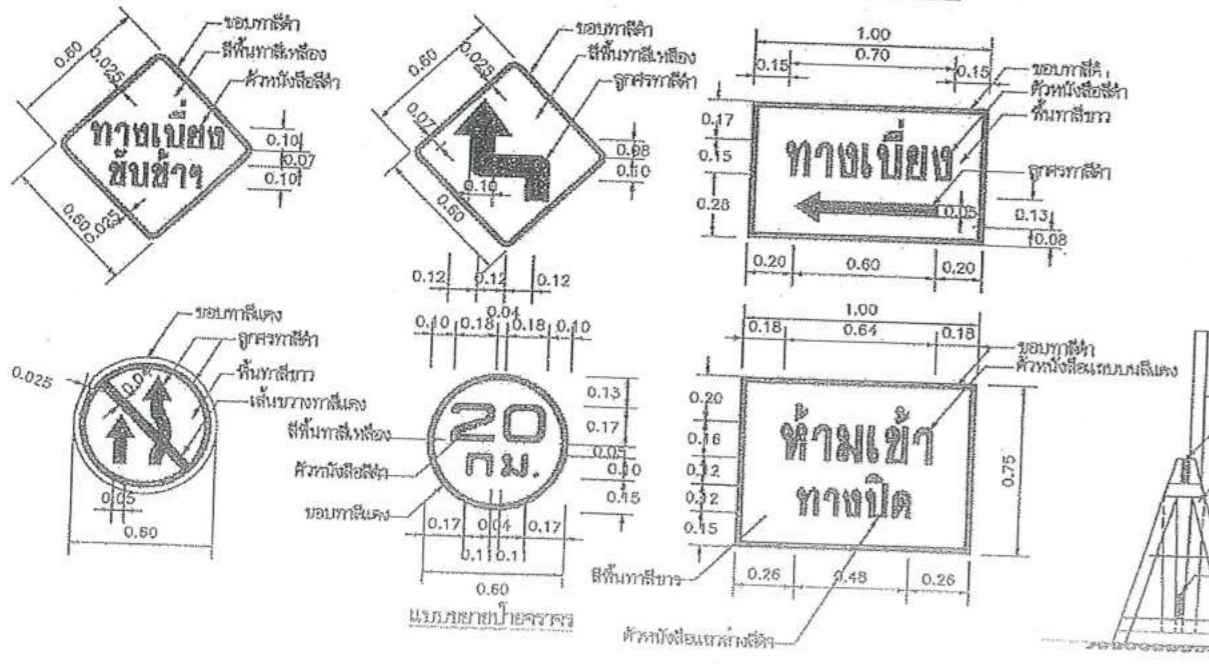 ขอบทาสีดำ
สีพื้นทาสีเหลือง
ตัวหนังสือสีดำ
0.60
0.025
ทางเบี่ยง
ขับช้าๆ
0.10
0.07
0.10
0.60
0.025
ขอบทาสีดำ
สีพื้นทาสีเหลือง
ลูกศรทาสีดำ
0.60
0.025
0.08
0.10
0.10
0.60
0.12
0.12
0.12
0.04
1.00
0.70
0.15
0.15
ขอบทาสีดำ
ตัวหนังสือสีดำ
พื้นทาสีขาว
ลูกศรทาสีดำ
0.17
0.15
0.28
ทางเบี่ยง
0.05
0.13
0.08
0.20
0.60
0.20
ขอบทาสีแดง
ลูกศรทาสีดำ
พื้นทาสีขาว
เส้นขวางทาสีแดง
0.025
0.05
0.60
0.10
0.18
0.18
0.10
20
กม.
0.13
0.17
0.05
0.10
0.15
สีพื้นทาสีเหลือง
ตัวหนังสือสีดำ
ขอบทาสีแดง
0.17
0.04
0.17
0.11
0.11
0.60
แบบขยายป้ายจราจร
1.00
0.18
0.64
0.18
ขอบทาสีดำ
ตัวหนังสือแถบบนสีแดง
0.20
0.16
0.12
0.12
0.15
ห้ามเข้า
ทางปิด
0.75
สีพื้นทาสีขาว
0.26
0.48
0.26
ตัวหนังสือแถวล่างสีดำ